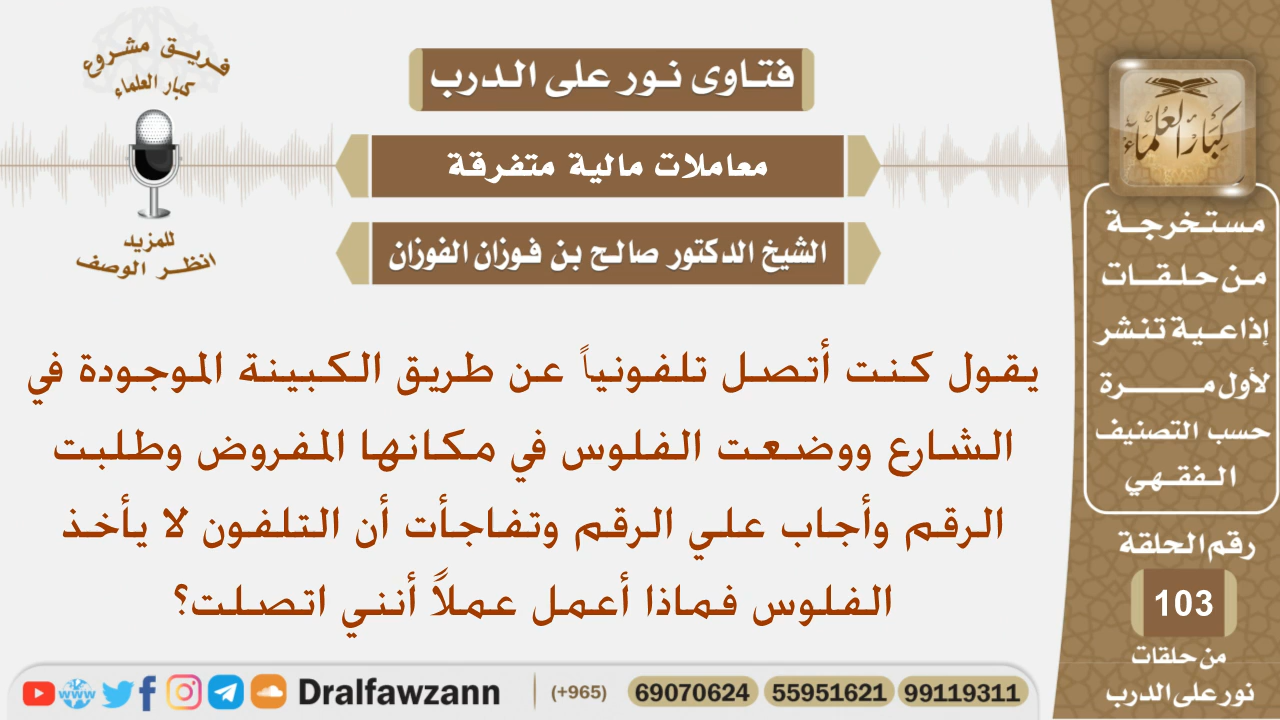 فريق مشروع
كبار العلماء
للمزيد
انظر الوصف
فتاوى نور على الدرب
معاملات مالية متفرقة
الشيخ الدكتور صالح بن فوزان الفوزان
يقول كنت أتصل تلفونياً عن طريق الكبينة الموجودة في
الشارع ووضعت الفلوس في مكانها المفروض وطلبت
الرقم وأجاب علي الرقم وتفاجأت أن التلفون لا يأخذ
الفلوس فماذا أعمل عملاً أنني اتصلت؟
كبار العلماء
مستخرجة
من حلقات
إذاعية تنشر
لأول مرة
حسب التصنيف
الفقهي
رقم الحلقة
103
من حلقات
نور على الدرب
www Dralfawzann (+965) 69070624 55951621 99119311